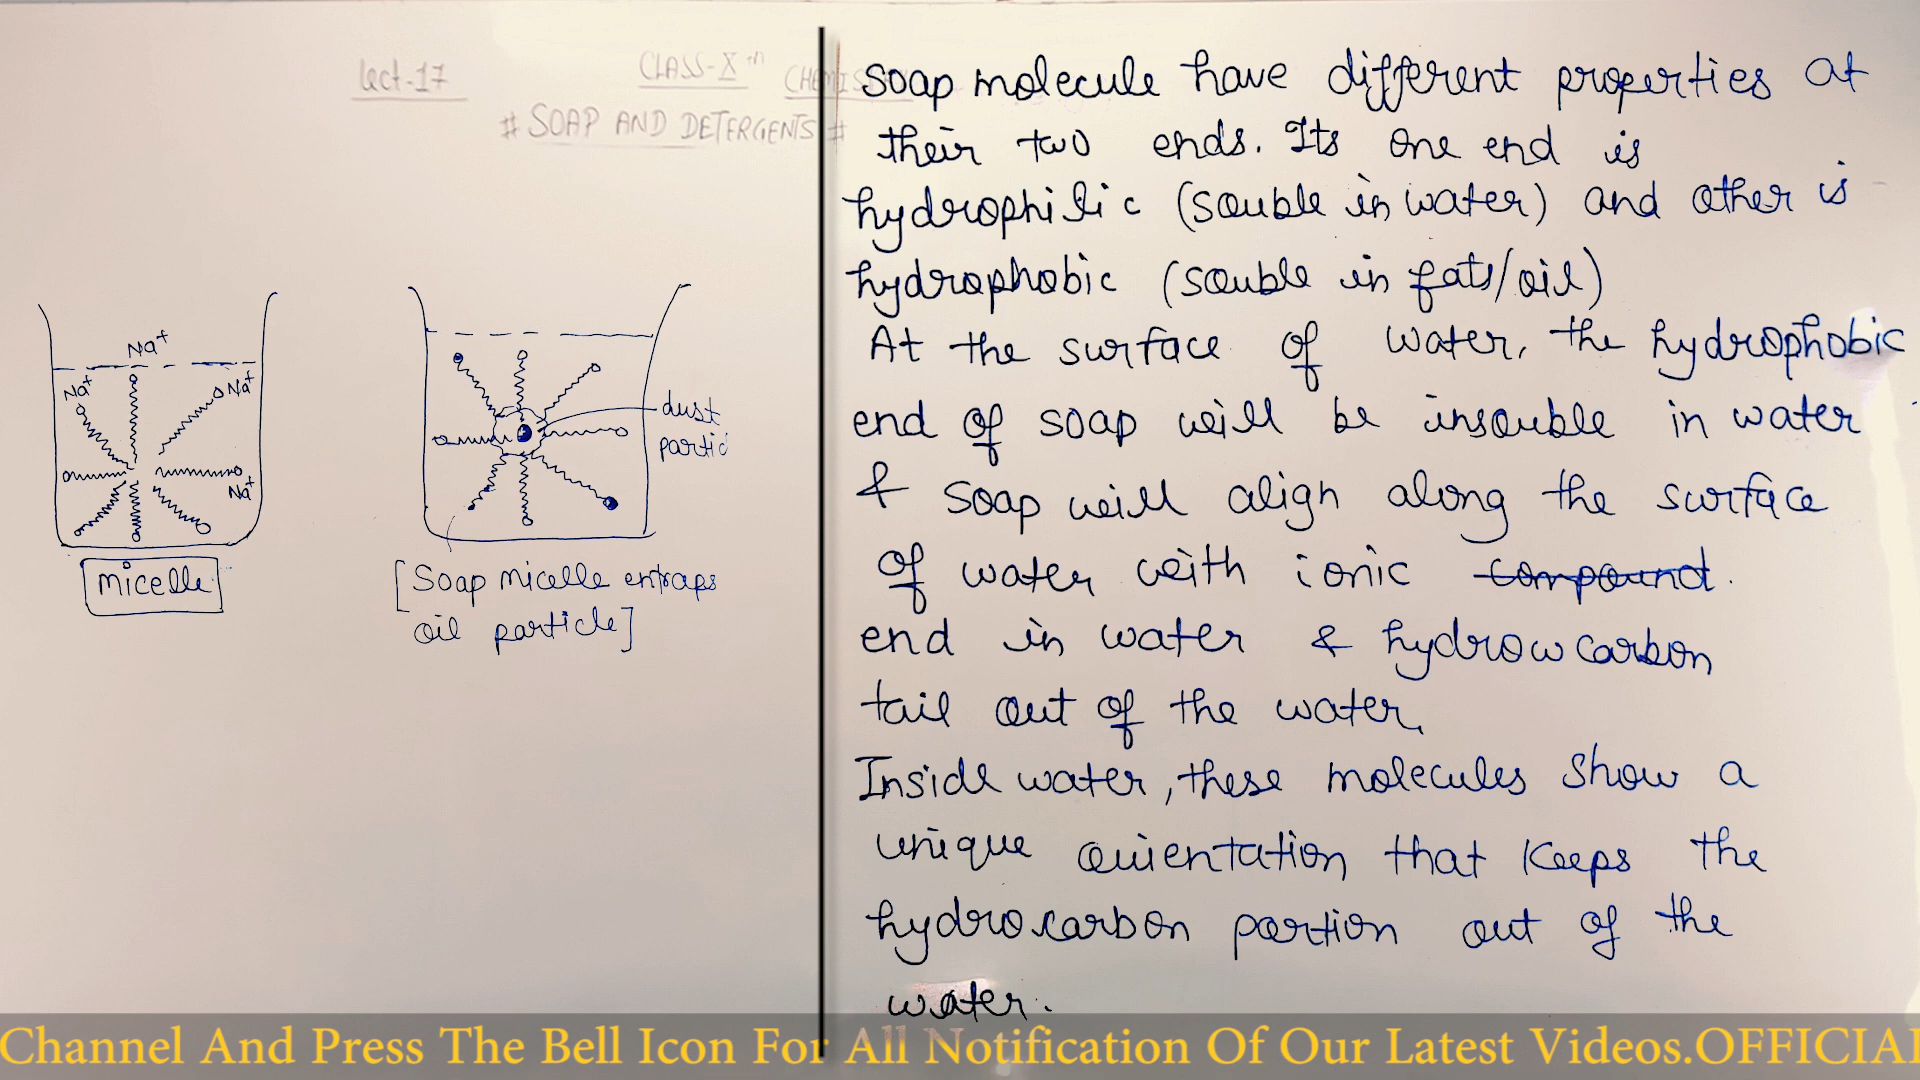 Lect-17
CLASS-Xth
CHEMIS
# SOAP AND DETERGENTS #
Na+
Na+
Na+
Na+
micelle
dust
partic
[Soap micelle entraps
oil particle]
Soap molecule have different properties at
their two ends. Its one end is
hydrophilic (souble in water) and other is
hydrophobic (souble in fats/oil)
At the surface of water, the hydrophobic
end of soap will be insouble in water
& soap will align along the surface
of water with ionic compound.
end in water & hydrowcarbon
tail out of the water.
Inside water, these molecules show a
unique orientation that keeps the
hydrocarbon portion out of the
water.
Channel And Press The Bell Icon For All Notification Of Our Latest Videos.OFFICIAL